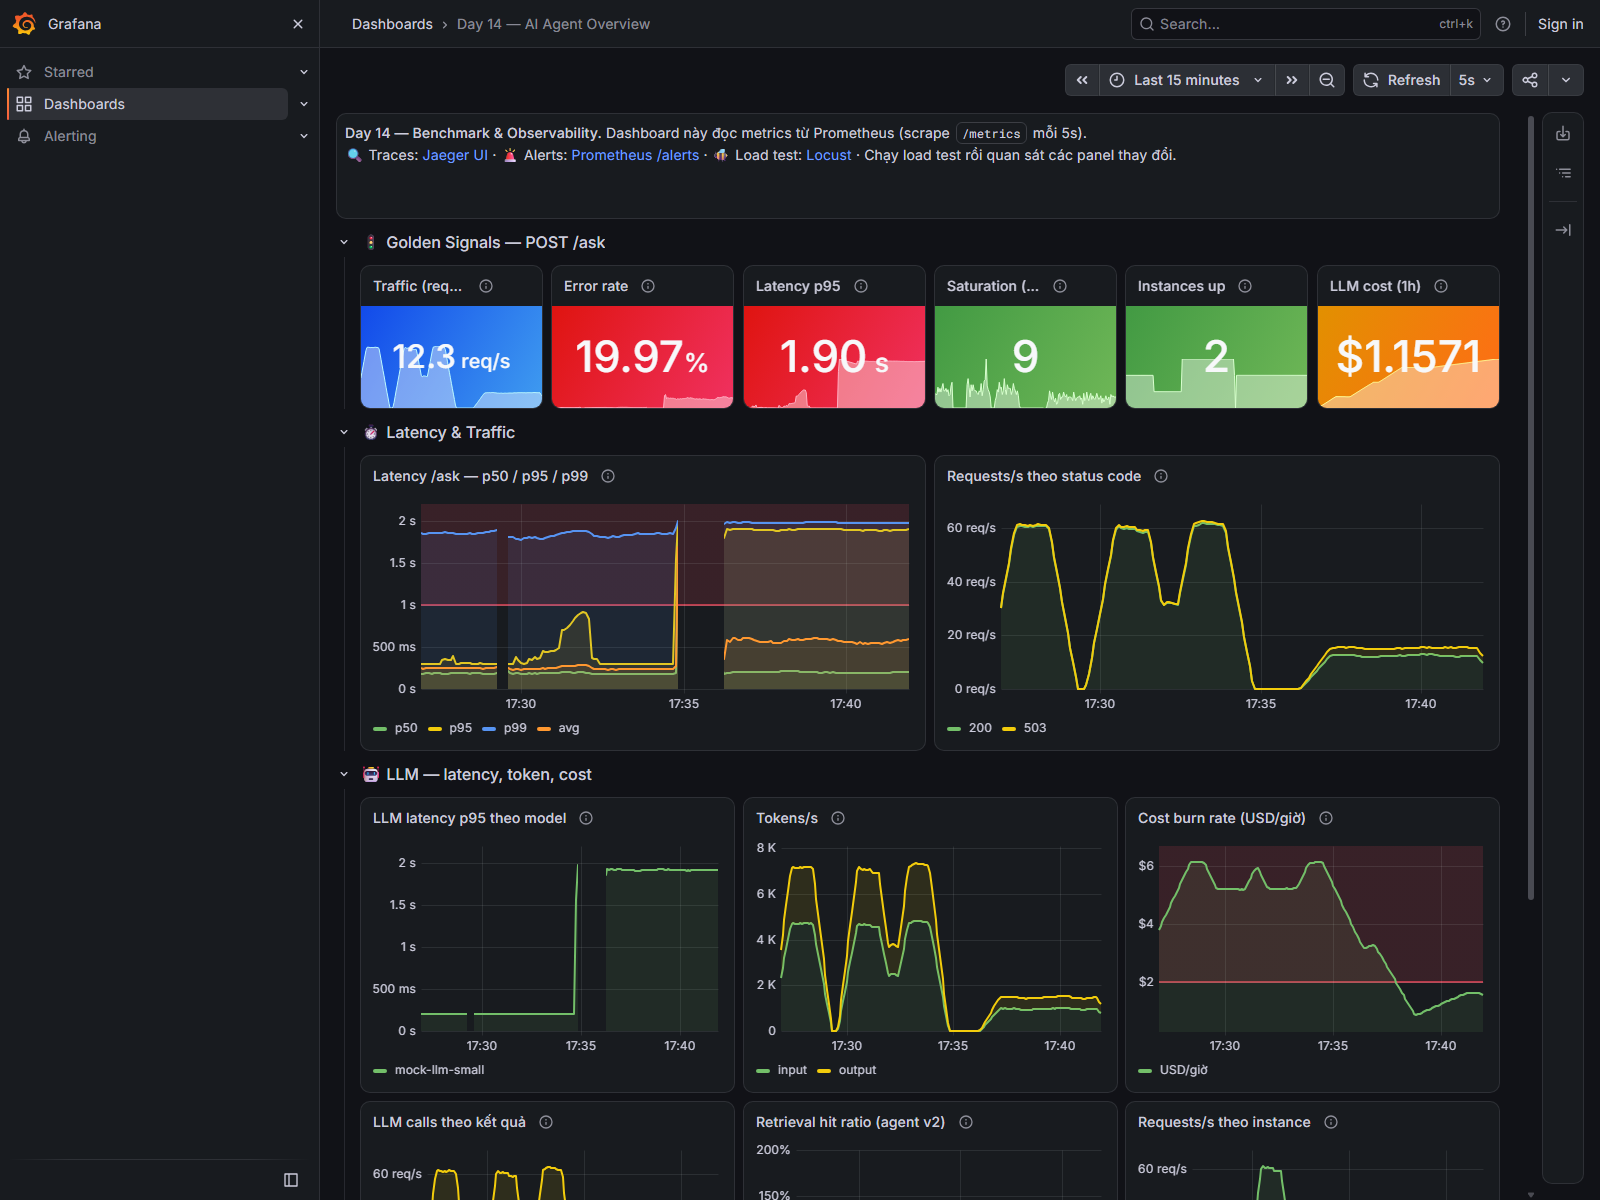 Grafana
Dashboards › Day 14 — AI Agent Overview
Search...
ctrl+k
Sign in
Starred
Dashboards
Alerting
Last 15 minutes
Refresh
5s
Day 14 — Benchmark & Observability. Dashboard này đọc metrics từ Prometheus (scrape /metrics mỗi 5s).
Traces: Jaeger UI · Alerts: Prometheus /alerts · Load test: Locust · Chạy load test rồi quan sát các panel thay đổi.
Golden Signals — POST /ask
Traffic (req...
Error rate
Latency p95
Saturation (...
Instances up
LLM cost (1h)
12.3 req/s
19.97%
1.90 s
9
2
$1.1571
Latency & Traffic
Latency /ask — p50 / p95 / p99
2 s
1.5 s
1 s
500 ms
0 s
17:30
17:35
17:40
p50
p95
p99
avg
Requests/s theo status code
60 req/s
40 req/s
20 req/s
0 req/s
17:30
17:35
17:40
200
503
LLM — latency, token, cost
LLM latency p95 theo model
2 s
1.5 s
1 s
500 ms
0 s
17:30
17:35
17:40
mock-llm-small
Tokens/s
8 K
6 K
4 K
2 K
0
17:30
17:35
17:40
input
output
Cost burn rate (USD/giờ)
$6
$4
$2
17:30
17:35
17:40
USD/giờ
LLM calls theo kết quả
60 req/s
Retrieval hit ratio (agent v2)
200%
150%
Requests/s theo instance
60 req/s